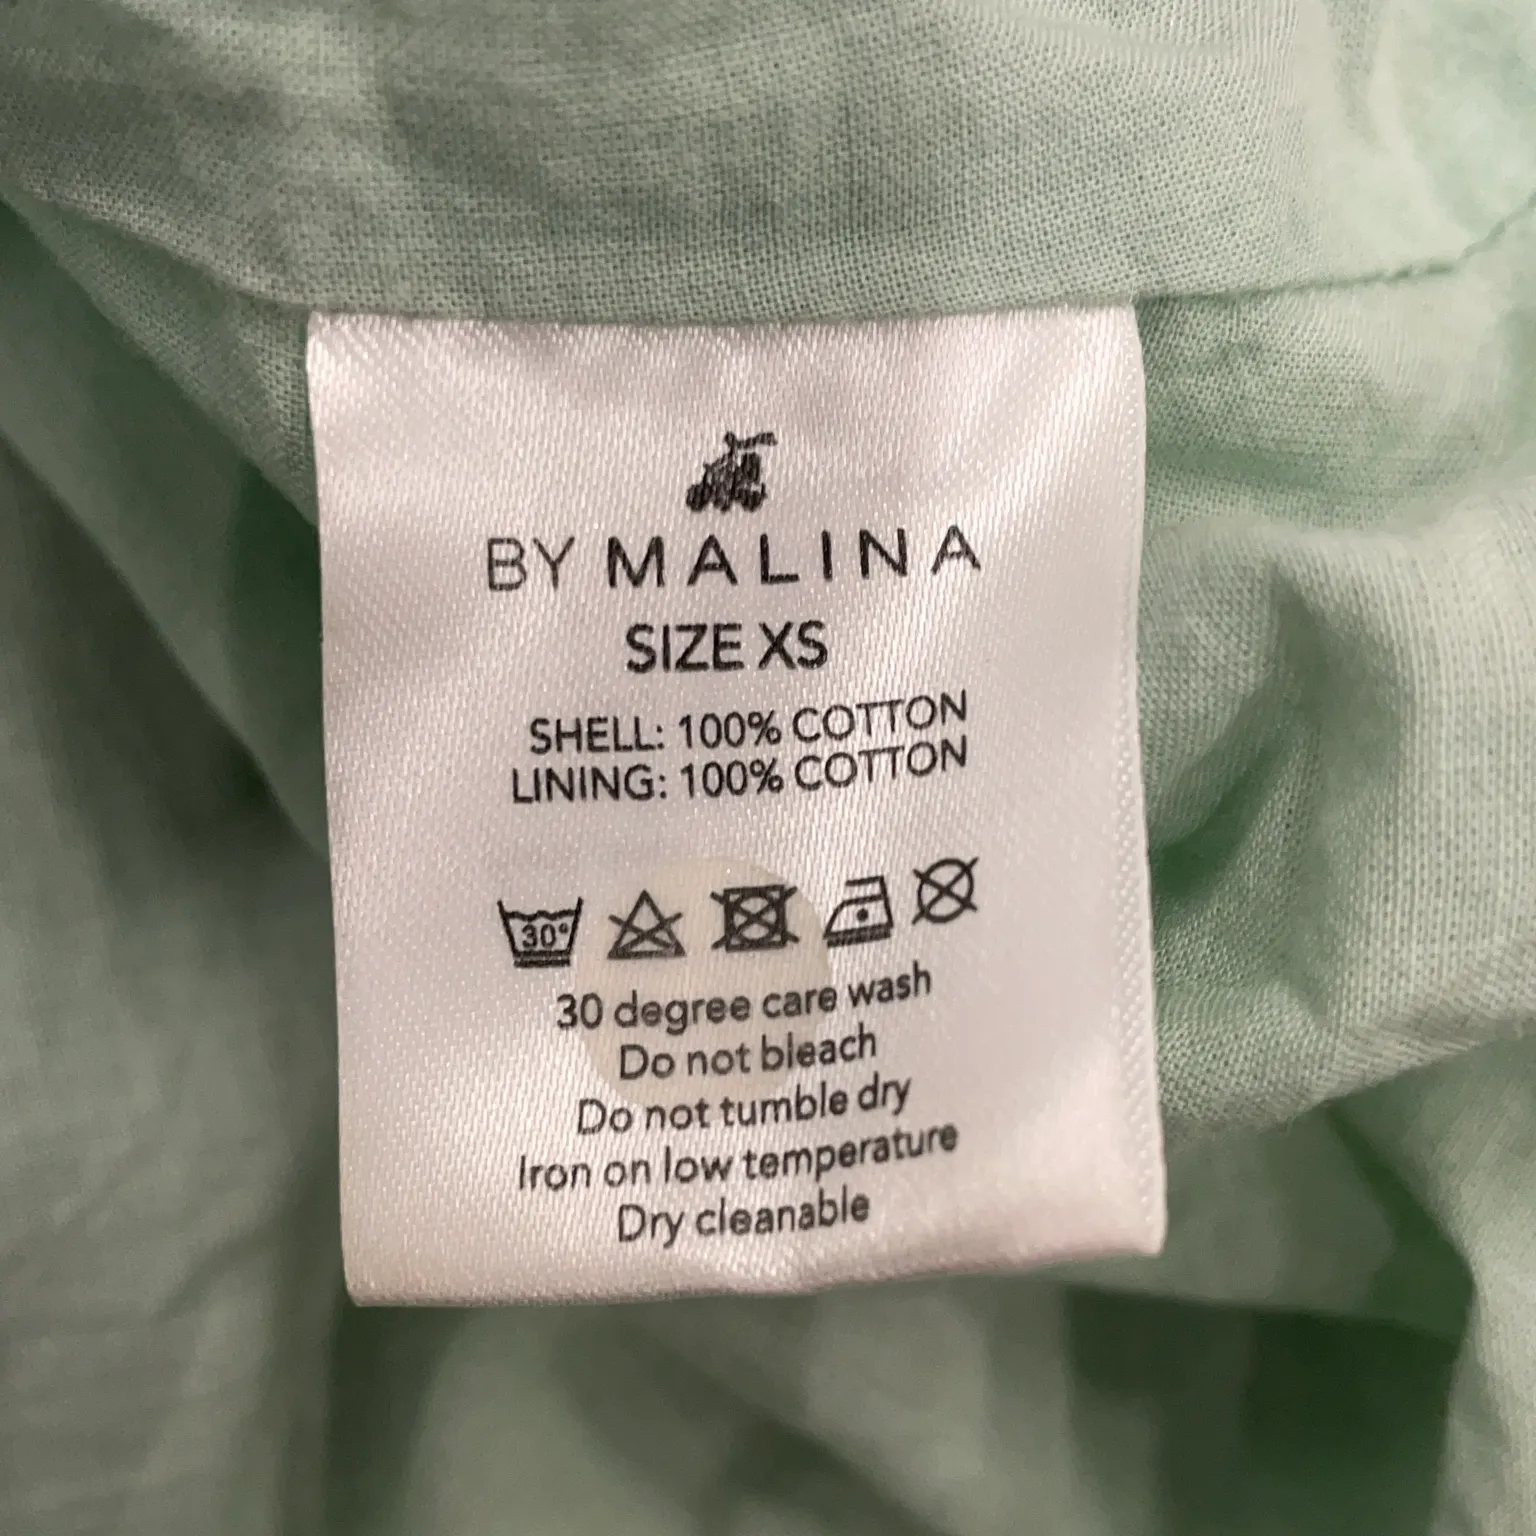 BY MALINA
SIZE XS
SHELL: 100% COTTON
LINING: 100% COTTON
30°
30 degree care wash
Do not bleach
Do not tumble dry
Iron on low temperature
Dry cleanable